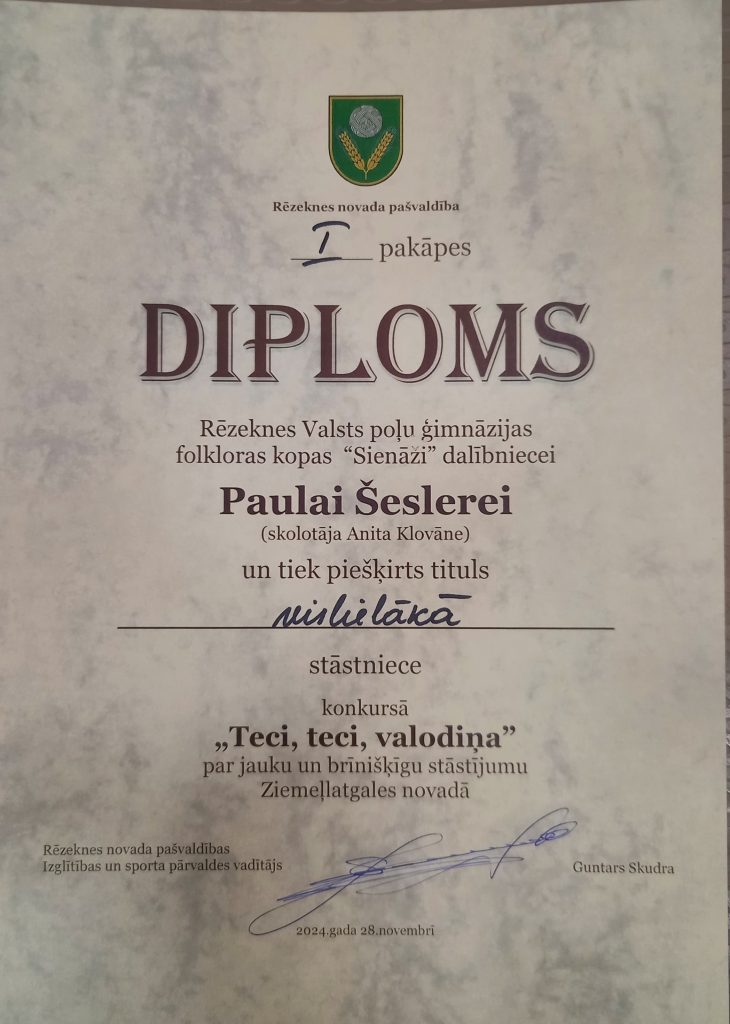 Rēzeknes novada pašvaldība
I pakāpes
DIPLOMS
Rēzeknes Valsts poļu ģimnāzijas
folkloras kopas “Sienāži” dalībniecei
Paulai Šeslerei
(skolotāja Anita Klovāne)
un tiek piešķirts tituls
vislielākā
stāstniece
konkursā
„Teci, teci, valodiņa”
par jauku un brīnišķīgu stāstījumu
Ziemeļlatgales novadā
Rēzeknes novada pašvaldības
Izglītības un sporta pārvaldes vadītājs
Guntars Skudra
2024.gada 28.novembrī